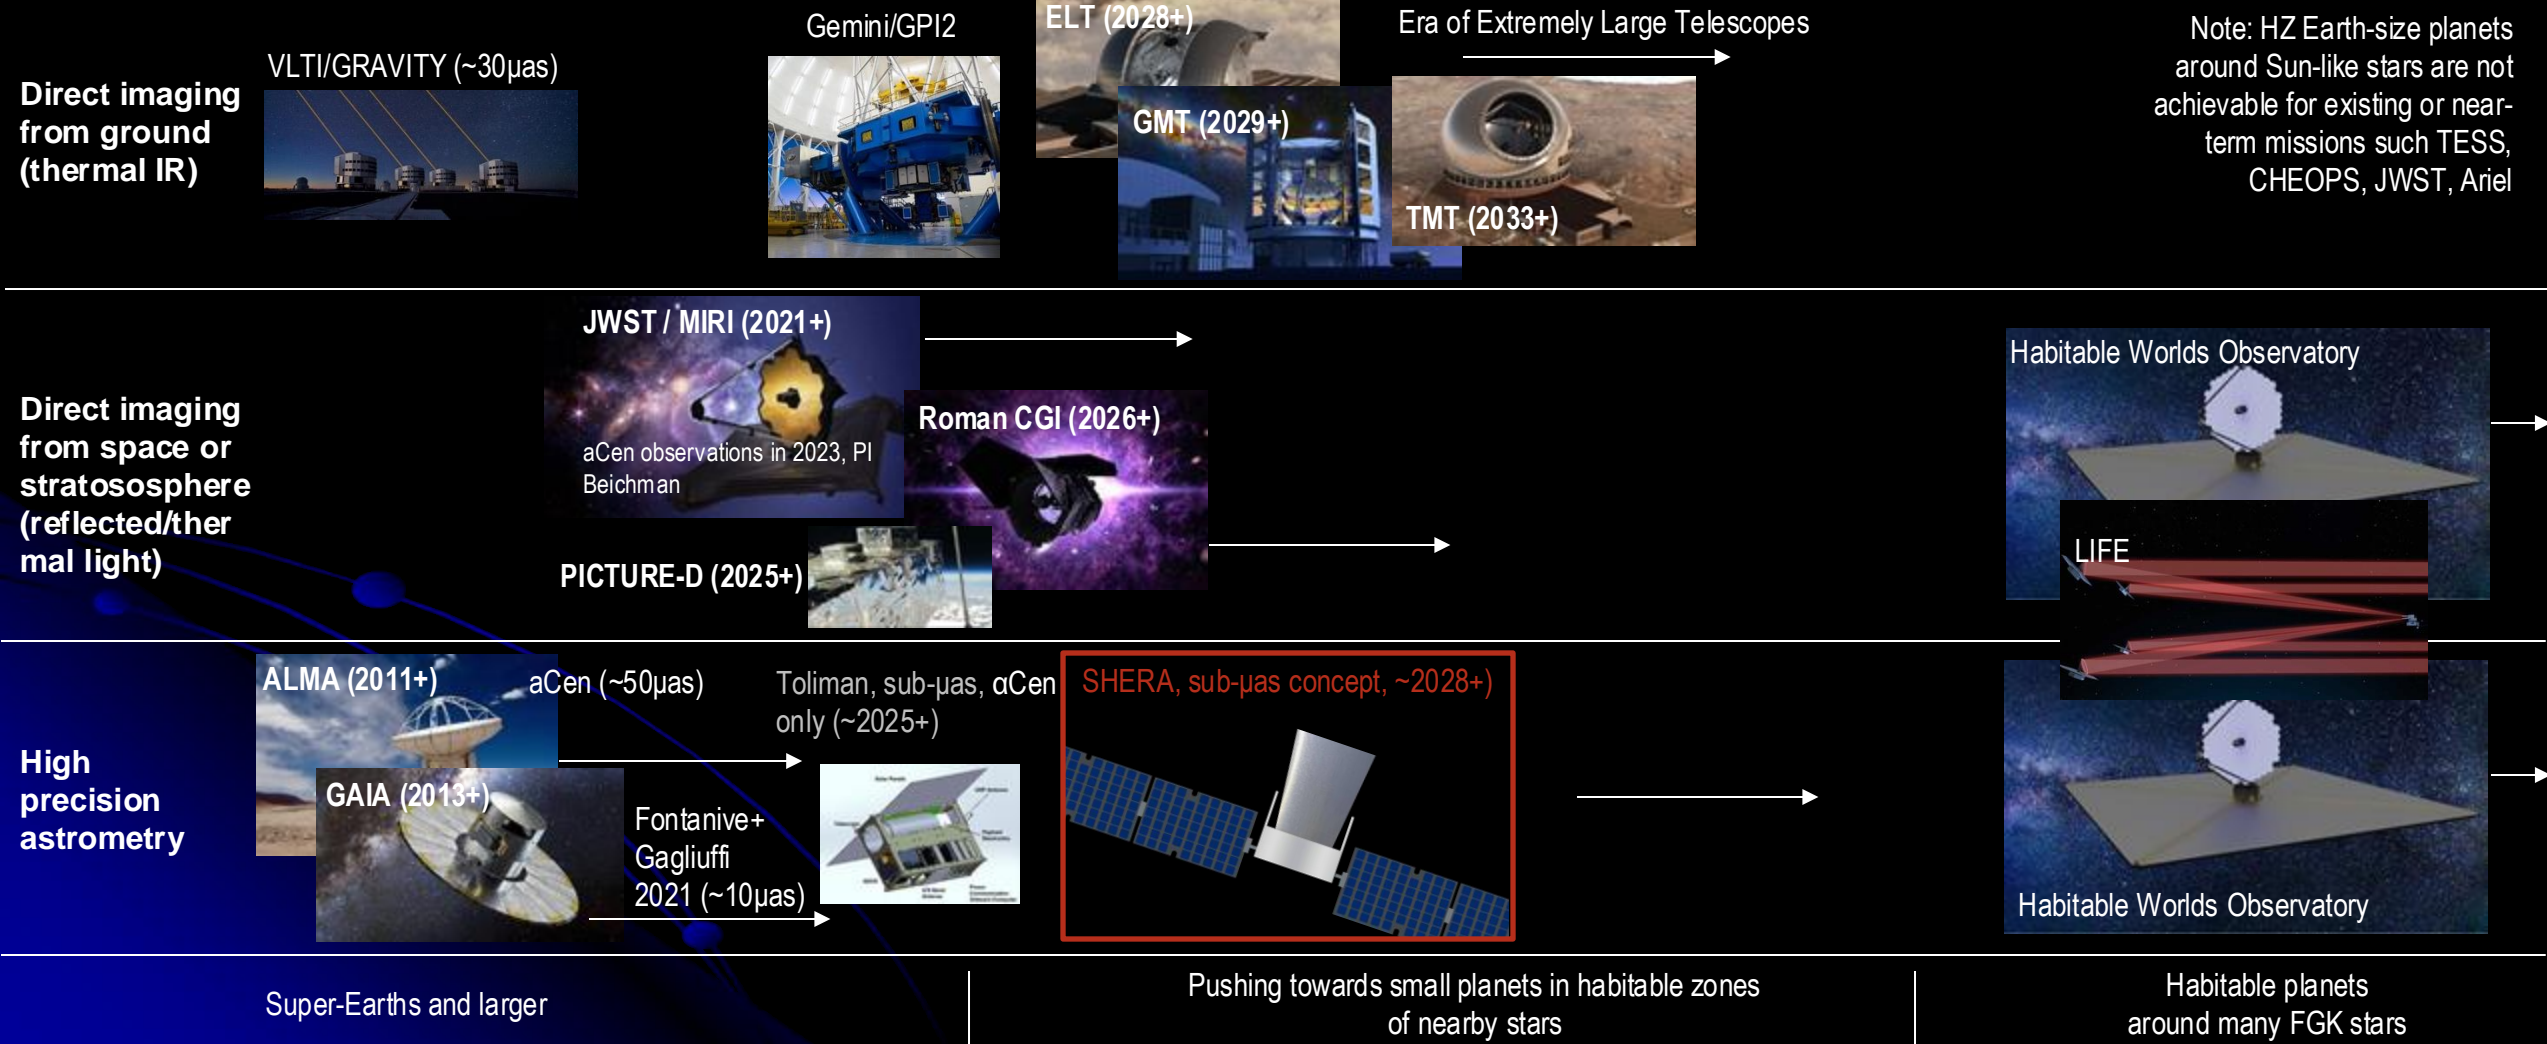 Direct imaging
from ground
(thermal IR)
VLTI/GRAVITY (~30µas)
Gemini/GPI2
ELT (2028+)
GMT (2029+)
Era of Extremely Large Telescopes
TMT (2033+)
Note: HZ Earth-size planets
around Sun-like stars are not
achievable for existing or near-
term missions such TESS,
CHEOPS, JWST, Ariel
Direct imaging
from space or
stratososphere
(reflected/ther
mal light)
JWST / MIRI (2021+)
aCen observations in 2023, PI
Beichman
Roman CGI (2026+)
PICTURE-D (2025+)
Habitable Worlds Observatory
LIFE
High
precision
astrometry
ALMA (2011+)
aCen (~50µas)
GAIA (2013+)
Fontanive+
Gagliuffi
2021 (~10µas)
Toliman, sub-µas, αCen
only (~2025+)
SHERA, sub-µas concept, ~2028+)
Habitable Worlds Observatory
Super-Earths and larger
Pushing towards small planets in habitable zones
of nearby stars
Habitable planets
around many FGK stars